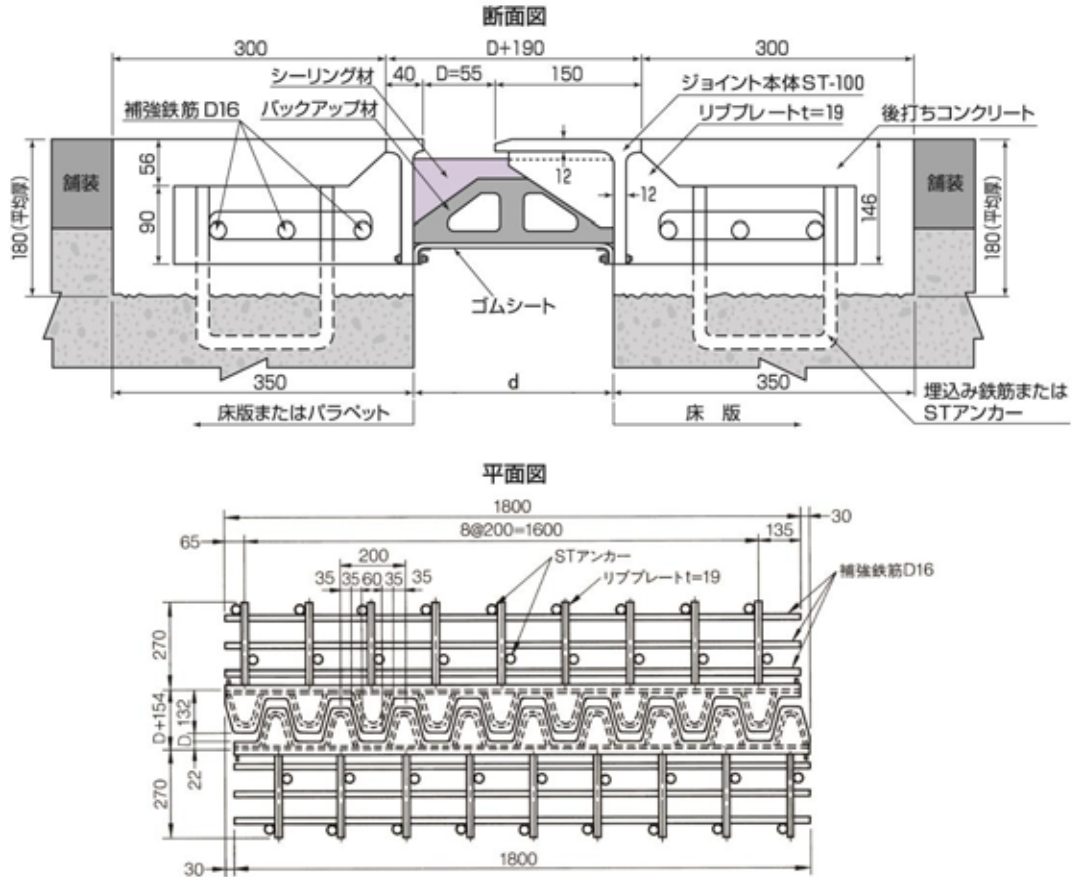 断面図
300
D+190
300
シーリング材
40
D=55
150
ジョイント本体ST-100
補強鉄筋D16
バックアップ材
リブプレートt=19
後打ちコンクリート
舗装
56
12
12
舗装
180(平均厚)
90
146
180(平均厚)
ゴムシート
350
d
350
埋込み鉄筋または
STアンカー
床版またはパラペット
床 版
平面図
1800
30
8@200=1600
65
135
200
STアンカー
リブプレートt=19
35
35
60
35
35
補強鉄筋D16
270
D+154
132
D
22
270
30
1800